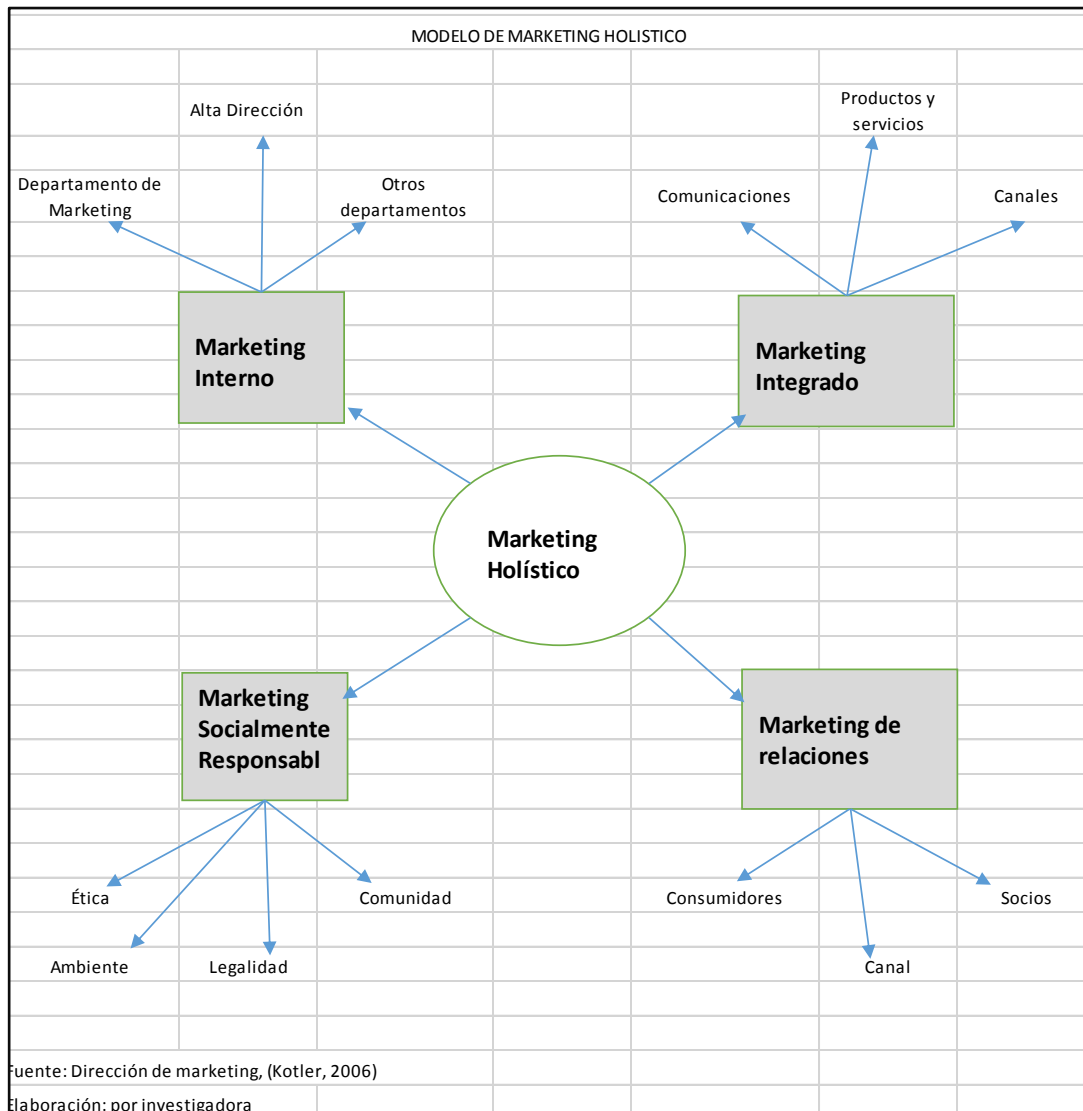 MODELO DE MARKETING HOLISTICO
Alta Dirección
Departamento de
Marketing
Otros
departamentos
Productos y
servicios
Comunicaciones
Canales
Marketing
Interno
Marketing
Integrado
Marketing
Holístico
Marketing
Socialmente
Responsabl
Marketing de
relaciones
Ética
Comunidad
Ambiente
Legalidad
Consumidores
Socios
Canal
Fuente: Dirección de marketing, (Kotler, 2006)
Elaboración: por investigadora